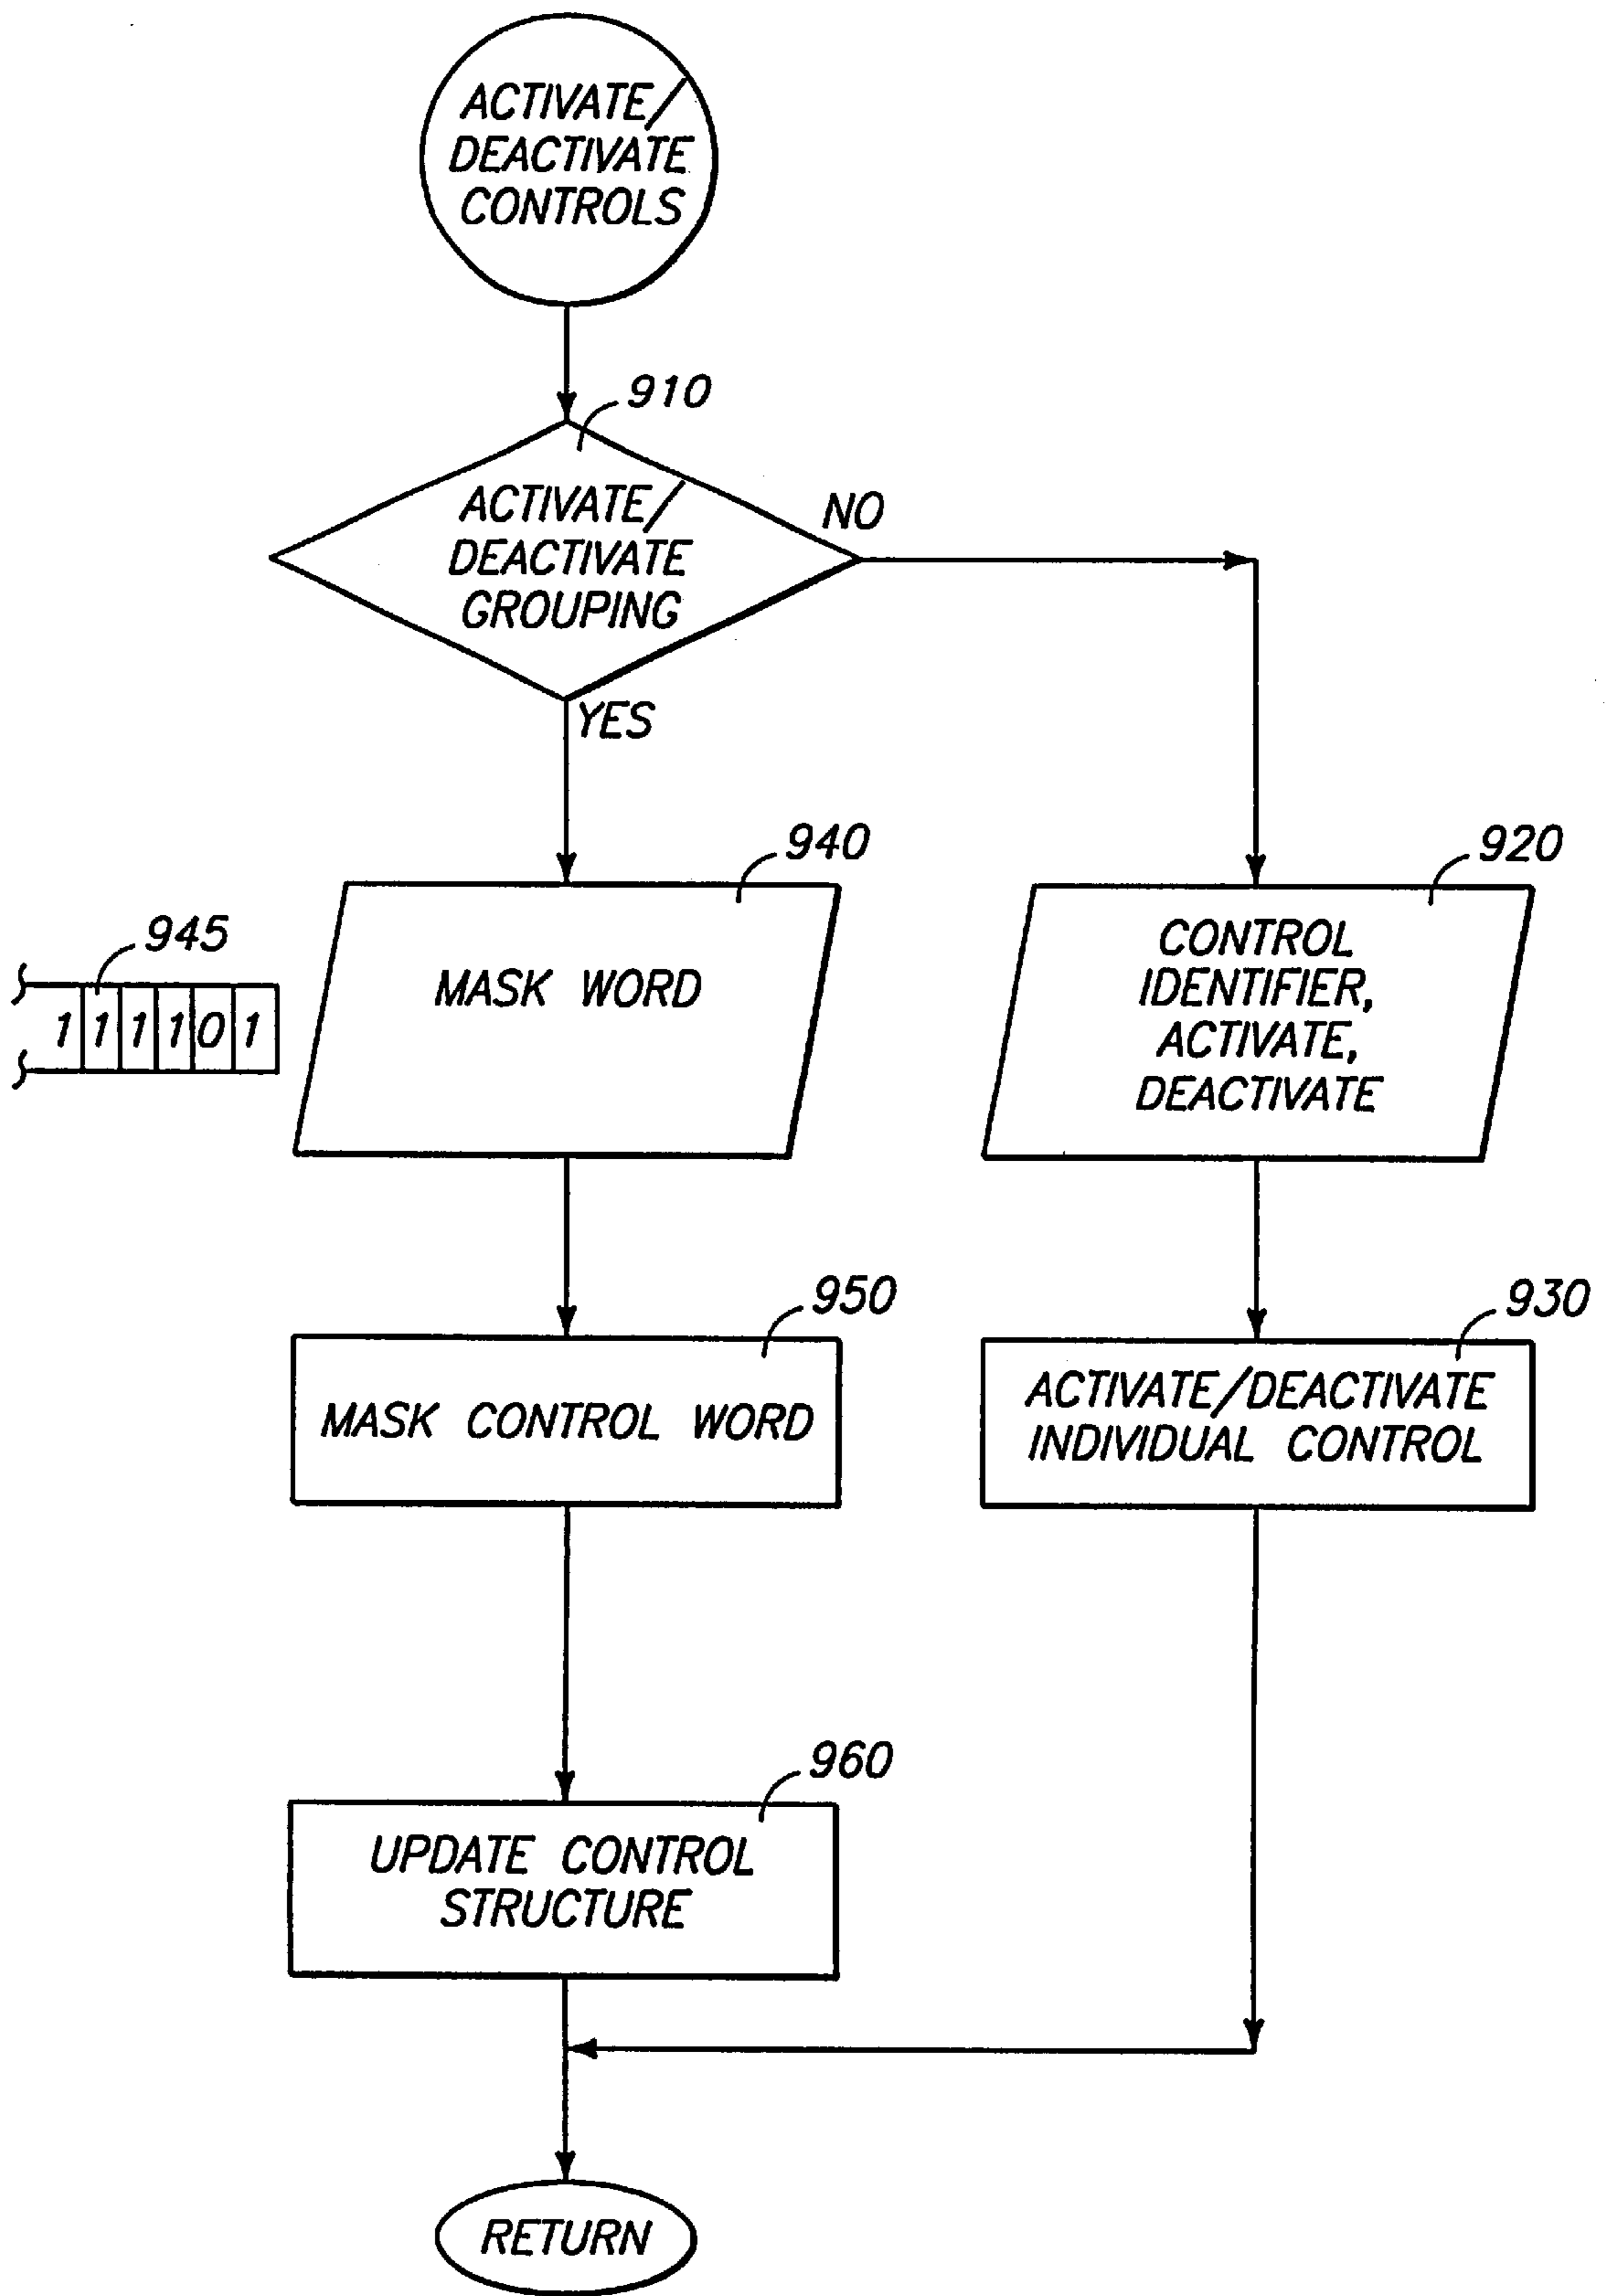 ACTIVATE/
DEACTIVATE
CONTROLS
910
ACTIVATE/
DEACTIVATE
GROUPING
NO
YES
940
920
945
1 1 1 1 0 1
MASK WORD
CONTROL
IDENTIFIER,
ACTIVATE,
DEACTIVATE
950
930
MASK CONTROL WORD
ACTIVATE/DEACTIVATE
INDIVIDUAL CONTROL
960
UPDATE CONTROL
STRUCTURE
RETURN